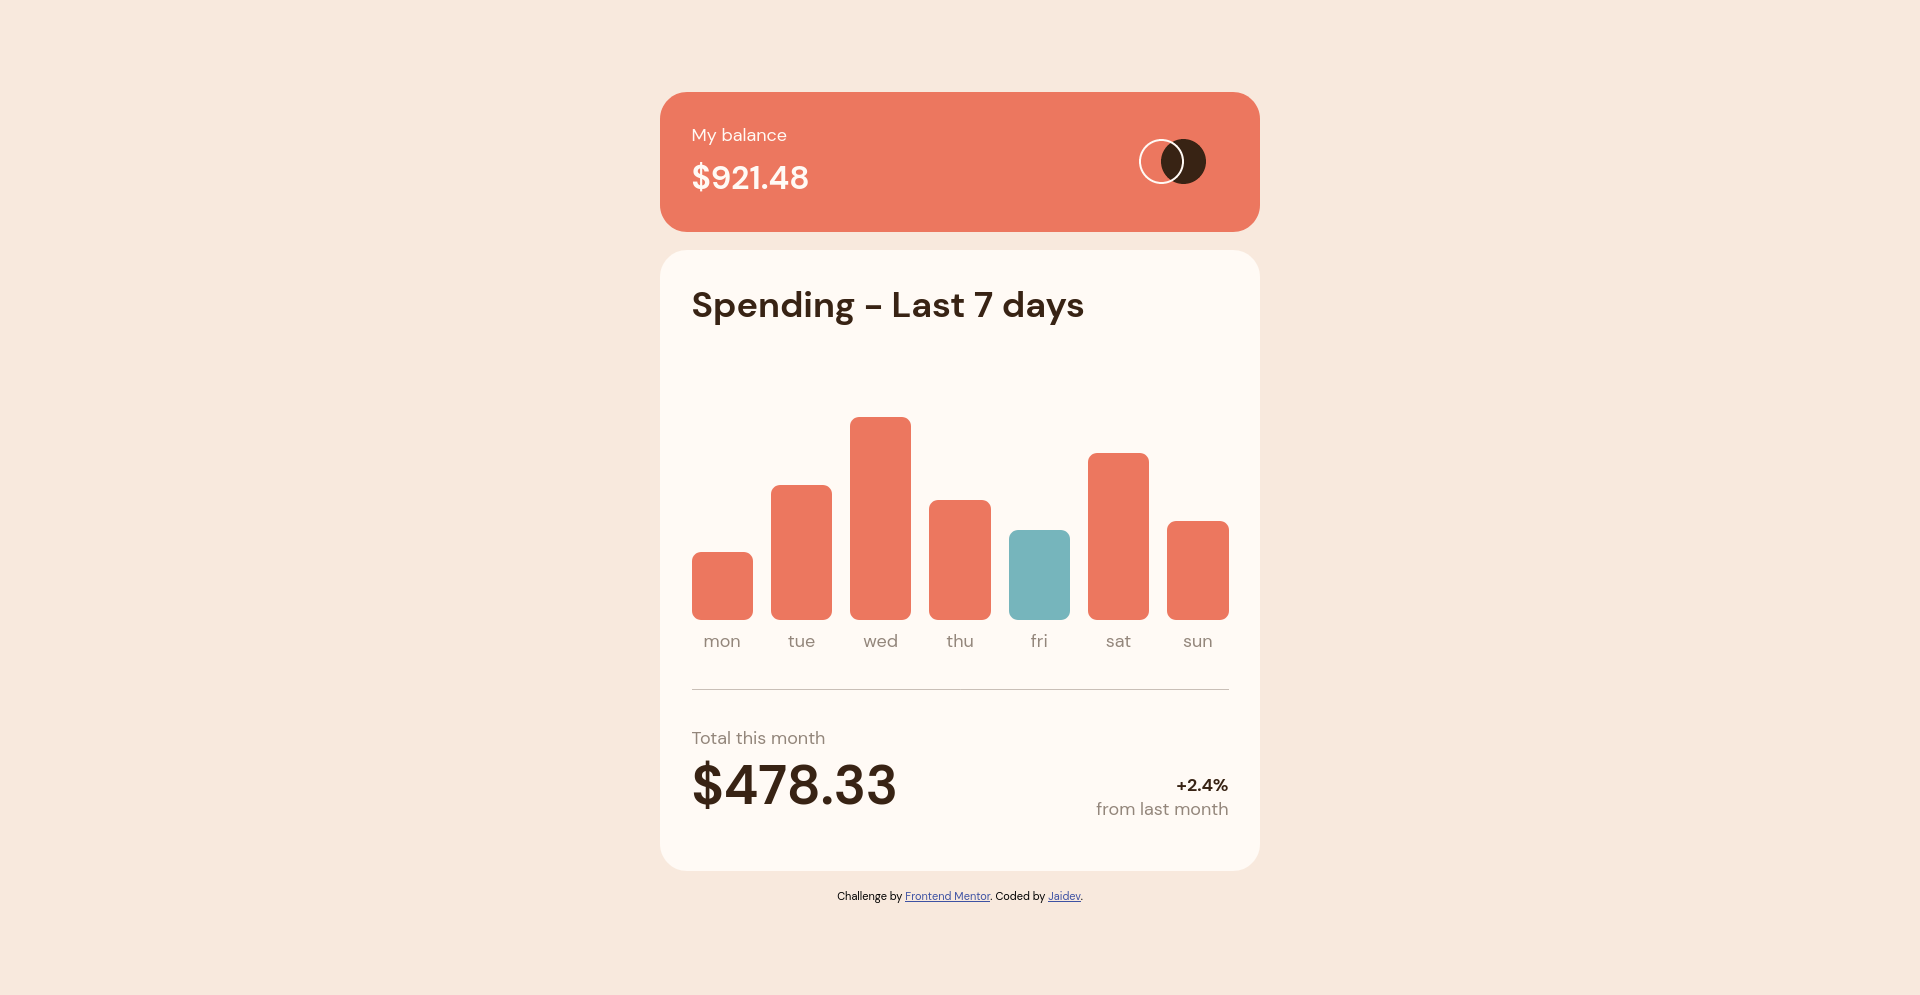 My balance
$921.48
Spending - Last 7 days
mon tue wed thu fri sat sun
Total this month
$478.33
+2.4%
from last month
Challenge by Frontend Mentor. Coded by Jaidev.